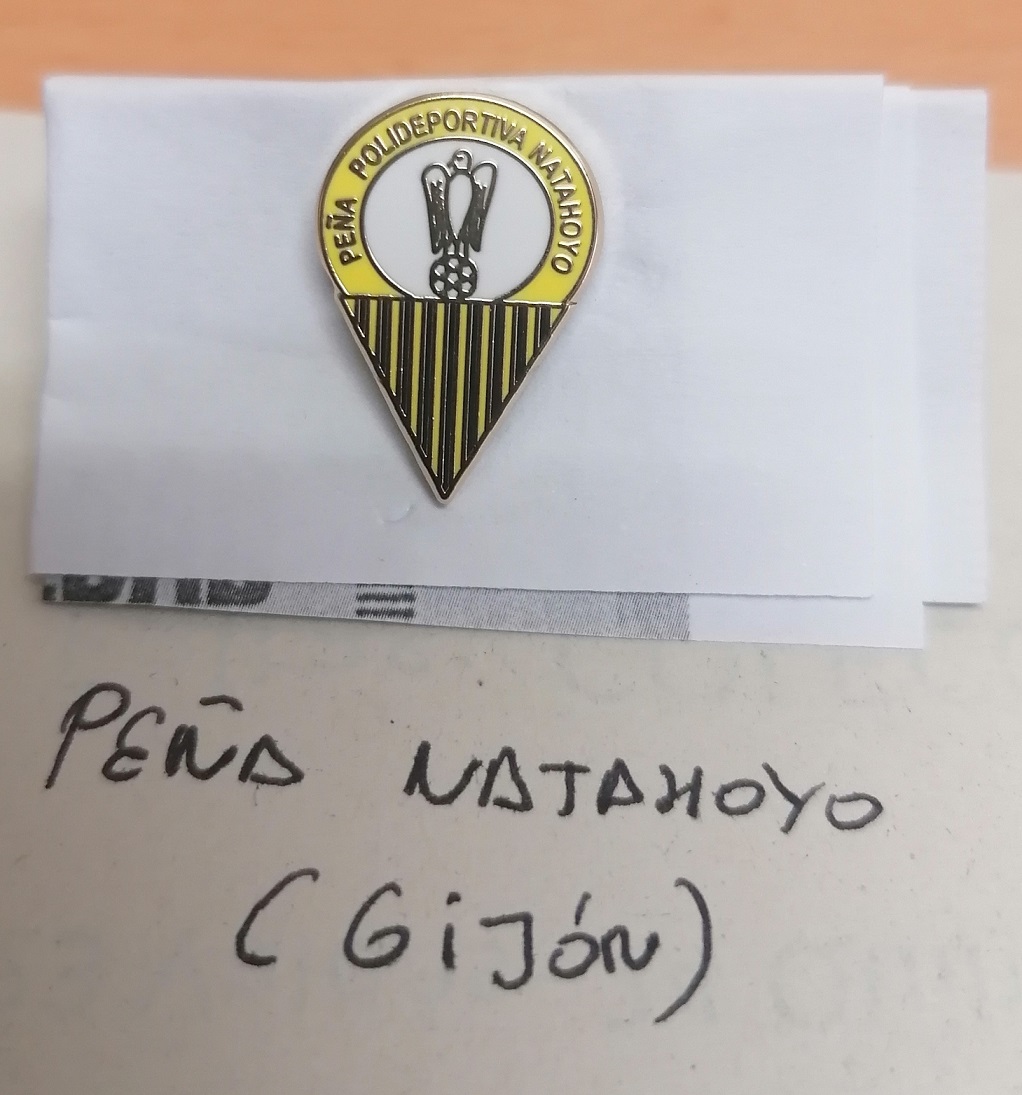 PEÑA POLIDEPORTIVA NATAHOYO
PEÑA NATAHOYO
(GIJÓN)